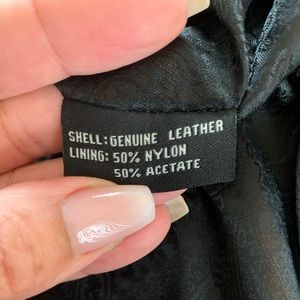 SHELL:GENUINE LEATHER
LINING:50% NYLON
50% ACETATE